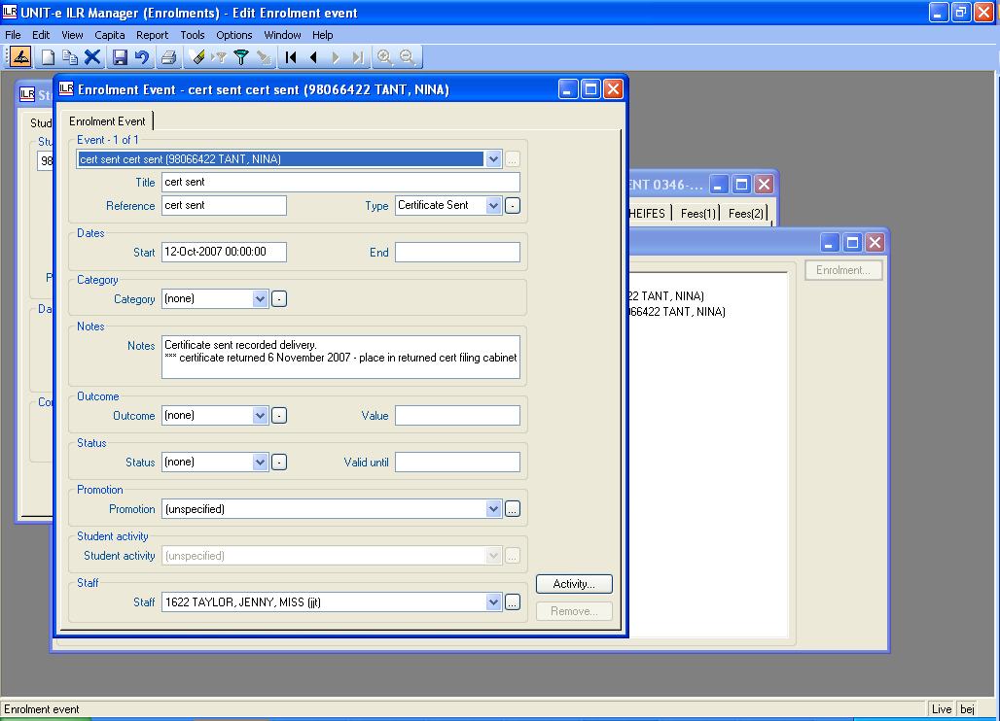 UNIT-e ILR Manager (Enrolments) - Edit Enrolment event
File Edit View Capita Report Tools Options Window Help
ILR
Enrolment Event - cert sent cert sent (98066422 TANT, NINA)
Enrolment Event
Event - 1 of 1
cert sent cert sent (98066422 TANT, NINA)
Title cert sent
Reference cert sent Type Certificate Sent
Dates
Start 12-Oct-2007 00:00:00 End
Category
Category (none)
Notes
Notes Certificate sent recorded delivery.
*** certificate returned 6 November 2007 - place in returned cert filing cabinet
Outcome
Outcome (none) Value
Status
Status (none) Valid until
Promotion
Promotion (unspecified)
Student activity
Student activity (unspecified)
Staff
Staff 1622 TAYLOR, JENNY, MISS (jjt)
Activity...
Remove...
ILR
Stud
98
Da
Co
ENT 0346-...
HEIFES Fees(1) Fees(2)
Enrolment...
22 TANT, NINA)
066422 TANT, NINA)
Enrolment event Live bej